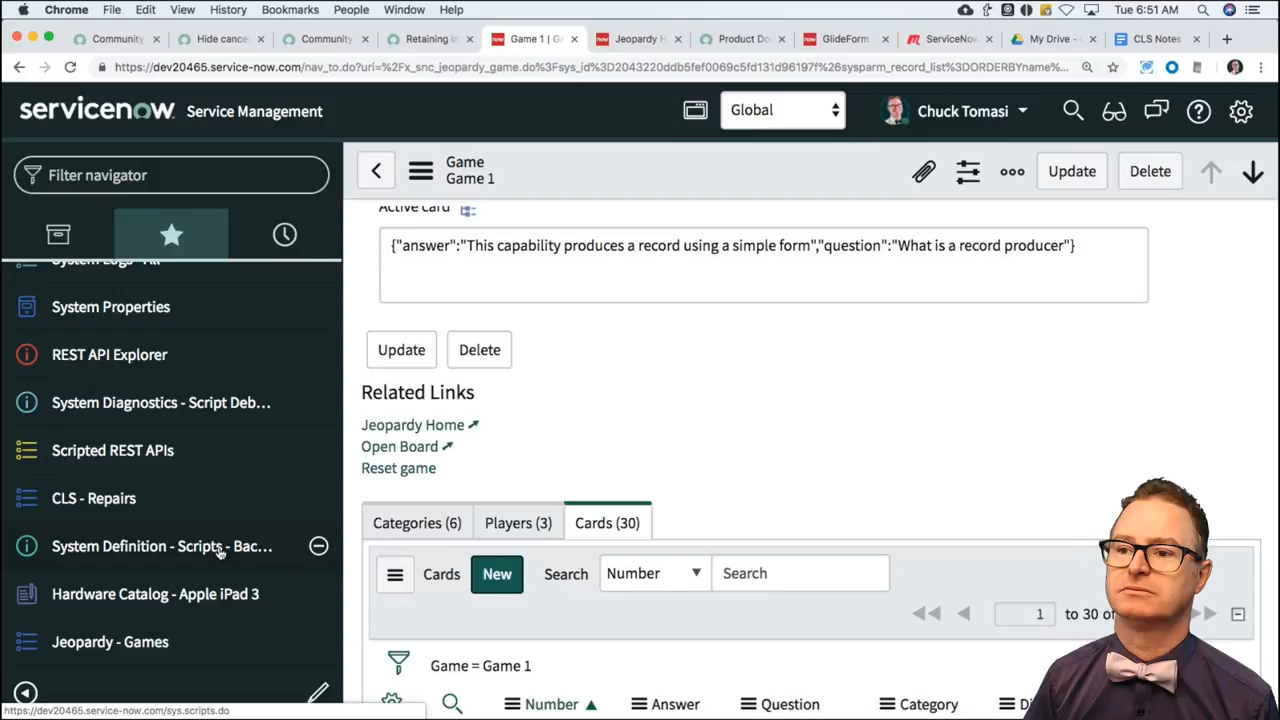 Chrome File Edit View History Bookmarks People Window Help Tue 6:51 AM
Community Hide cance Community Retaining in Game 1 | G Jeopardy H Product Do GlideForm ServiceNow My Drive - CLS Notes
https://dev20465.service-now.com/nav_to.do?uri=%2Fx_snc_jeopardy_game.do%3Fsys_id%3D2043220ddb5fef0069c5fd131d96197f%26sysparm_record_list%3DORDERBYname%...
servicenow Service Management Global Chuck Tomasi
Filter navigator
Game
Game 1
Update Delete
System Logs - All
System Properties
REST API Explorer
System Diagnostics - Script Deb...
Scripted REST APIs
CLS - Repairs
System Definition - Scripts - Bac...
Hardware Catalog - Apple iPad 3
Jeopardy - Games
https://dev20465.service-now.com/sys.scripts.do
Active card
{"answer":"This capability produces a record using a simple form","question":"What is a record producer"}
Update Delete
Related Links
Jeopardy Home
Open Board
Reset game
Categories (6) Players (3) Cards (30)
Cards New Search Number Search
1 to 30 of
Game = Game 1
Number Answer Question Category